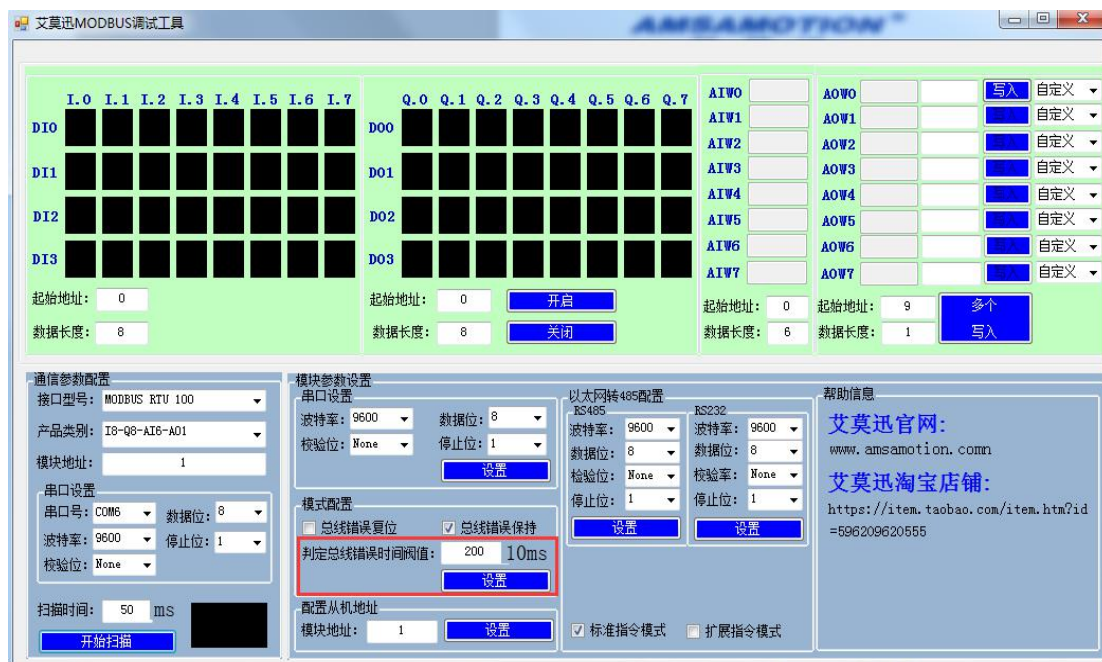 艾莫迅MODBUS调试工具
AMSAMOTION
I.0 I.1 I.2 I.3 I.4 I.5 I.6 I.7
Q.0 Q.1 Q.2 Q.3 Q.4 Q.5 Q.6 Q.7
DI0
DI1
DI2
DI3
起始地址: 0
数据长度: 8
DO0
DO1
DO2
DO3
起始地址: 0 开启
数据长度: 8 关闭
AIW0
AIW1
AIW2
AIW3
AIW4
AIW5
AIW6
AIW7
起始地址: 0
数据长度: 6
AOW0 写入 自定义
AOW1 写入 自定义
AOW2 写入 自定义
AOW3 写入 自定义
AOW4 写入 自定义
AOW5 写入 自定义
AOW6 写入 自定义
AOW7 写入 自定义
起始地址: 9 多个
数据长度: 1 写入
通信参数配置
接口型号: MODBUS RTU 100
产品类别: I8-Q8-AI6-AO1
模块地址: 1
串口设置
串口号: COM6 数据位: 8
波特率: 9600 停止位: 1
校验位: None
扫描时间: 50 ms
开始扫描
模块参数设置
串口设置
波特率: 9600 数据位: 8
校验位: None 停止位: 1
设置
模式配置
总线错误复位 总线错误保持
判定总线错误时间阀值: 200 10ms
设置
配置从机地址
模块地址: 1 设置
以太网转485配置
RS485
波特率: 9600
数据位: 8
检验位: None
停止位: 1
设置
RS232
波特率: 9600
数据位: 8
校验率: None
停止位: 1
设置
标准指令模式 扩展指令模式
帮助信息
艾莫迅官网:
www.amsamotion.comn
艾莫迅淘宝店铺:
https://item.taobao.com/item.htm?id
=596209620555